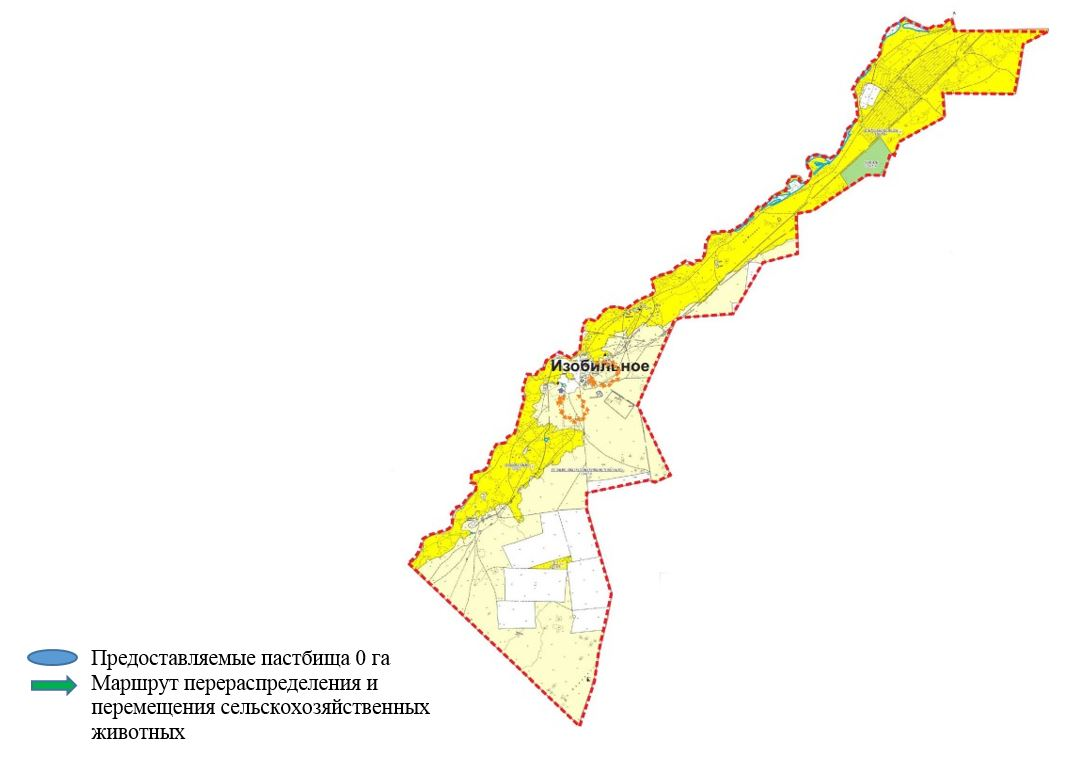 Изобильное
Предоставляемые пастбища 0 га
Маршрут перераспределения и
перемещения сельскохозяйственных
животных